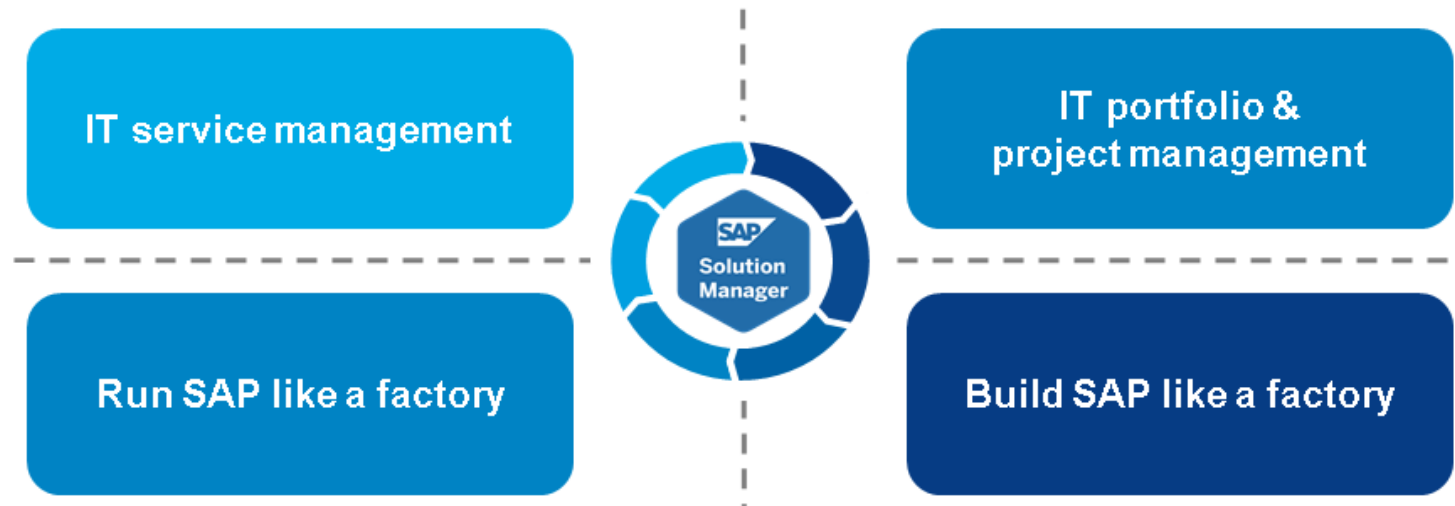 IT service management
IT portfolio &
project management
SAP
Solution
Manager
Run SAP like a factory
Build SAP like a factory